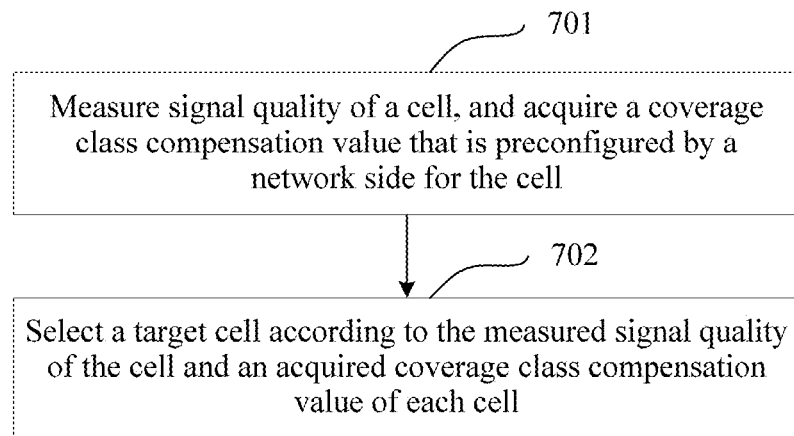 701
Measure signal quality of a cell, and acquire a coverage
class compensation value that is preconfigured by a
network side for the cell
702
Select a target cell according to the measured signal quality
of the cell and an acquired coverage class compensation
value of each cell